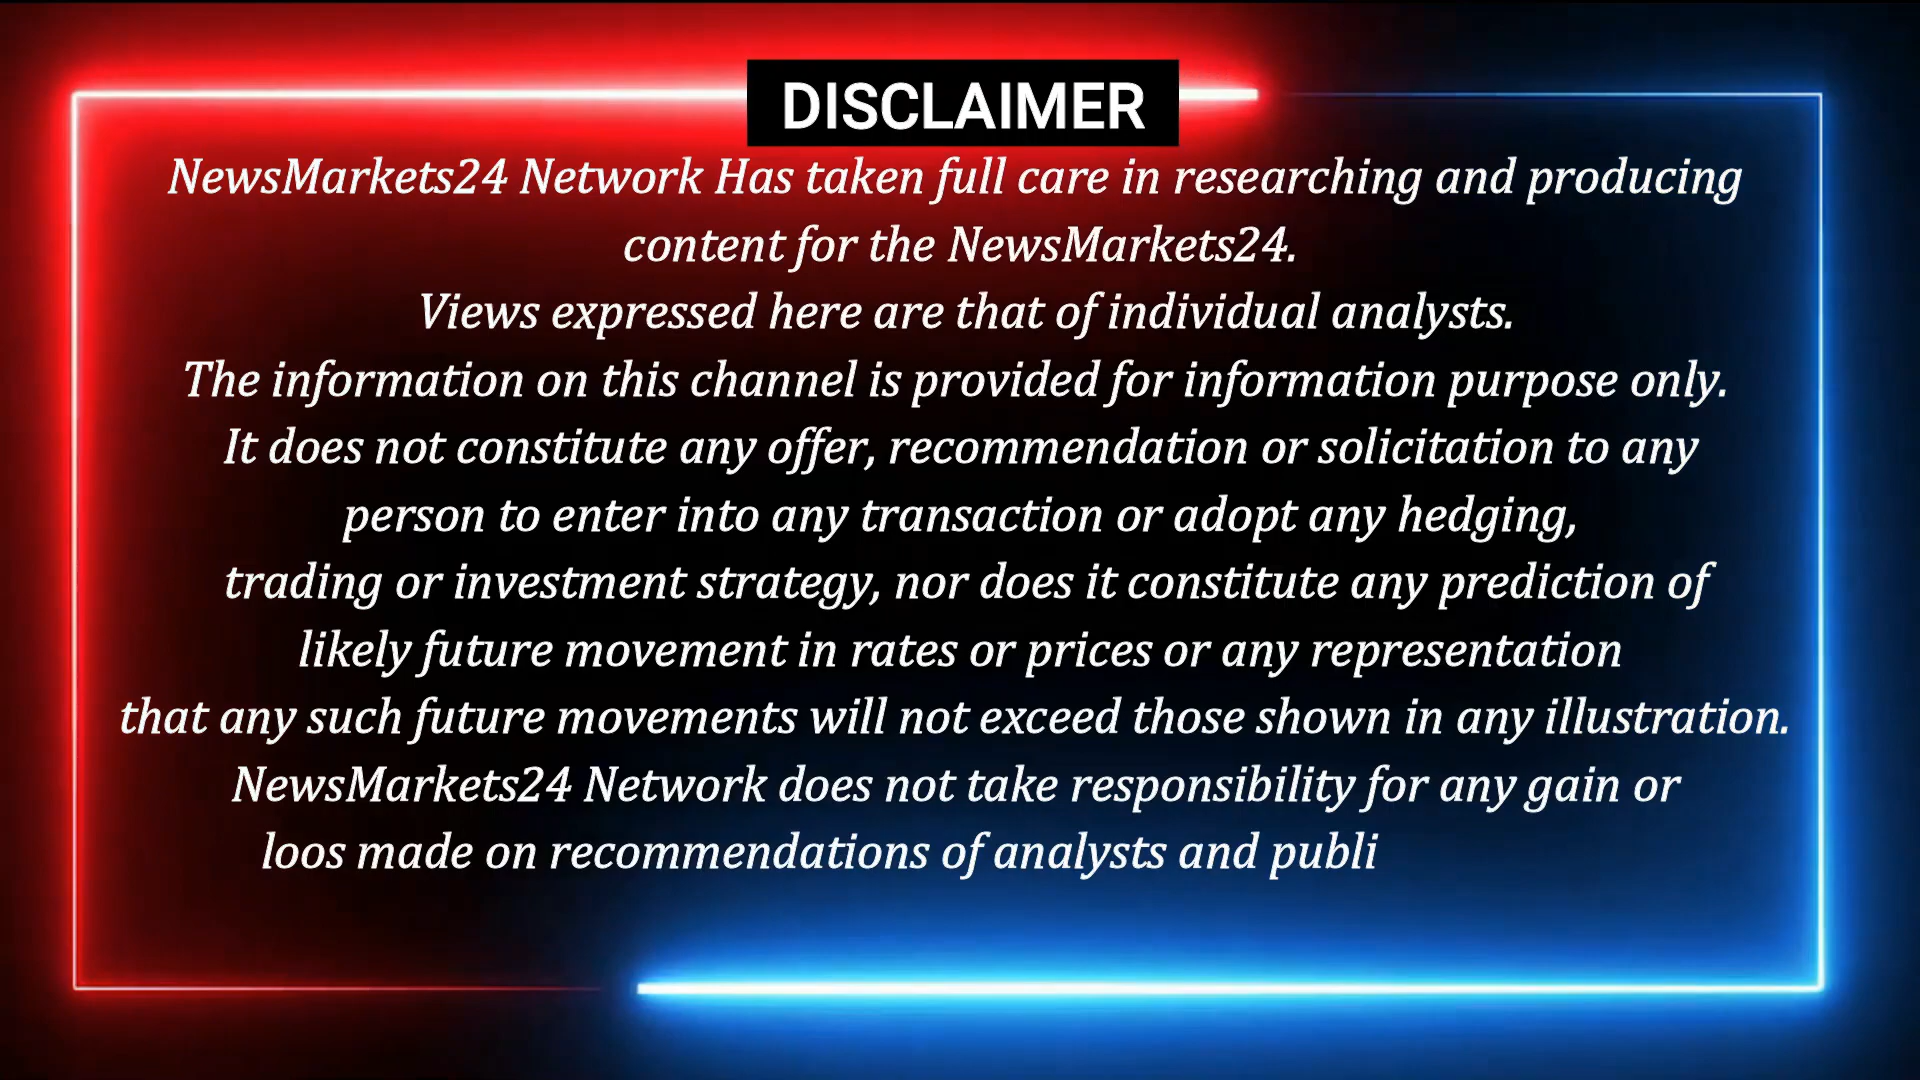 DISCLAIMER
NewsMarkets24 Network Has taken full care in researching and producing
content for the NewsMarkets24.
Views expressed here are that of individual analysts.
The information on this channel is provided for information purpose only.
It does not constitute any offer, recommendation or solicitation to any
person to enter into any transaction or adopt any hedging,
trading or investment strategy, nor does it constitute any prediction of
likely future movement in rates or prices or any representation
that any such future movements will not exceed those shown in any illustration.
NewsMarkets24 Network does not take responsibility for any gain or
loos made on recommendations of analysts and publi